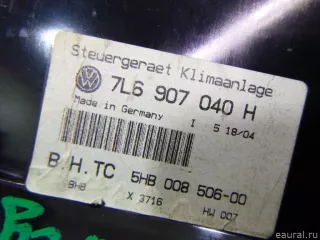 Steuergeraet Klimaanlage
7L6 907 040 H
Made in Germany I 5 18/04
B.H.TC 5HB 008 506-00
BHB X 3716 HW 007
© eaural.ru